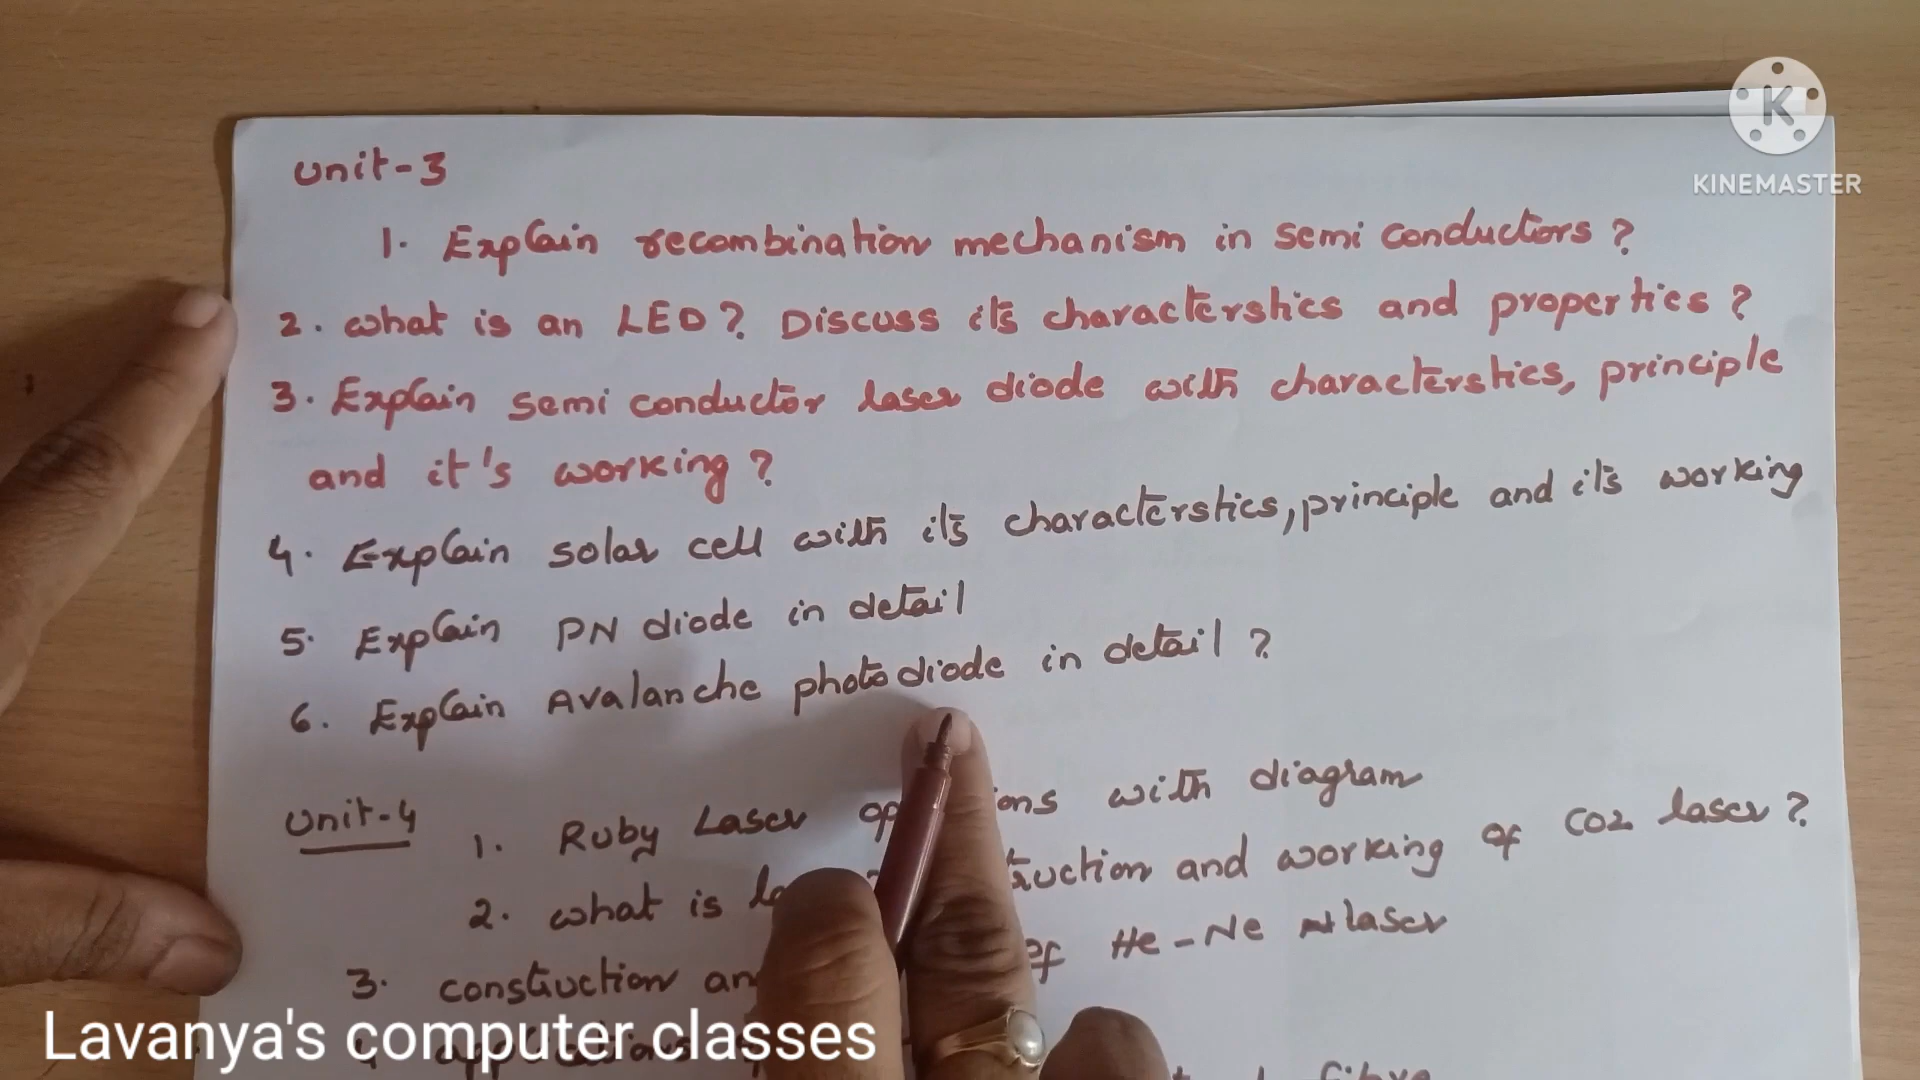 K
KINEMASTER
Unit-3
1. Explain recombination mechanism in semi conductors ?
2. what is an LED ? Discuss its characterstics and properties ?
3. Explain semi conductor laser diode with characterstics, principle
and it's working ?
4. Explain solar cell with its characterstics, principle and its working
5. Explain PN diode in detail
6. Explain Avalanche photodiode in detail ?
Unit-4
1. Ruby Laser op ions with diagram
2. what is la truction and working of CO2 laser ?
3. constuction an of He-Ne laser
Lavanya's computer classes
fibre